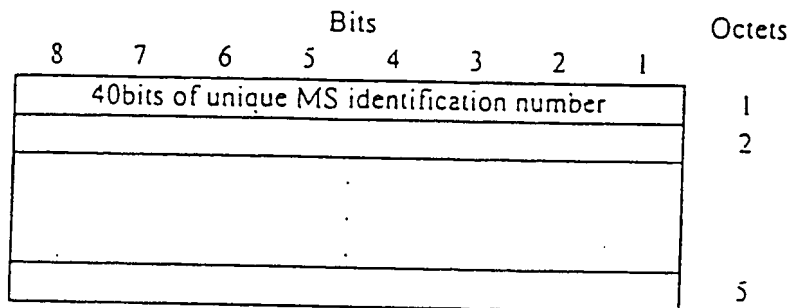 Bits
Octets
8 7 6 5 4 3 2 1
40bits of unique MS identification number 1
2
.
.
.
5